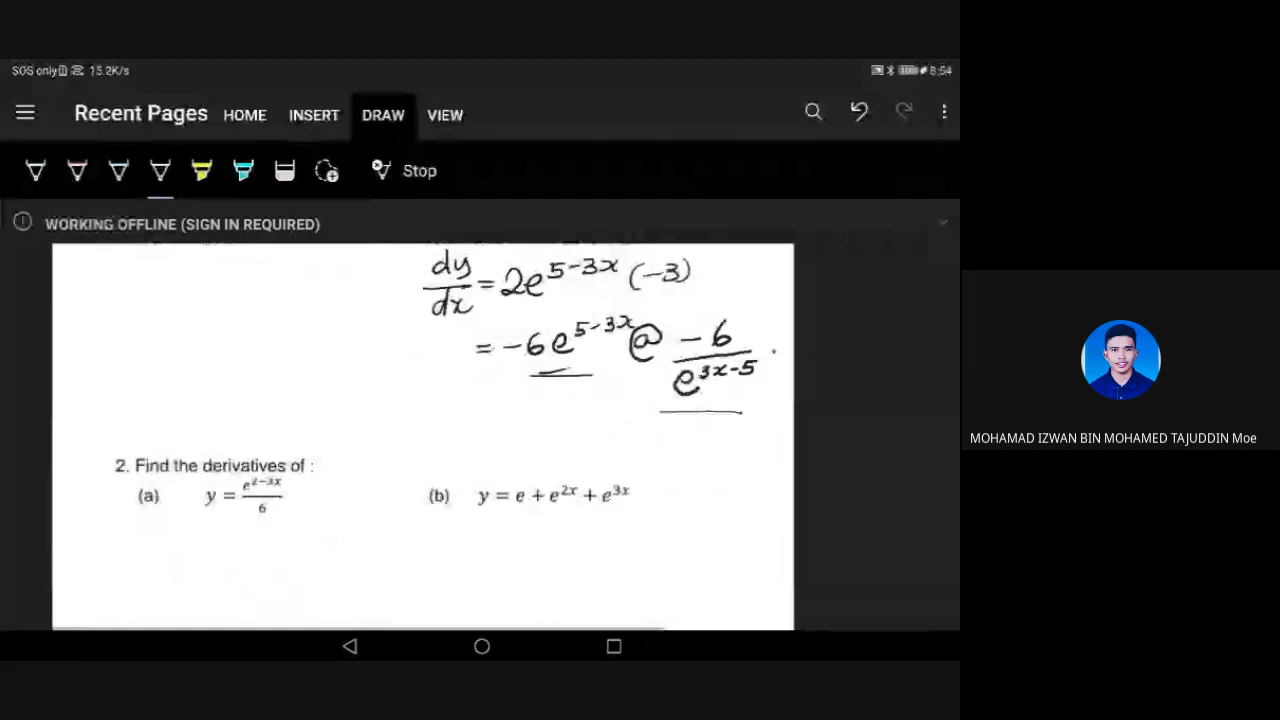 SOS only 15.2K/s 8:54
Recent Pages HOME INSERT DRAW VIEW
Stop
WORKING OFFLINE (SIGN IN REQUIRED)
dy/dx = 2e^{5-3x} (-3)
= -6e^{5-3x} @ -6/e^{3x-5}.
2. Find the derivatives of :
(a) y = e^{2-3x}/6 (b) y = e + e^{2x} + e^{3x}
MOHAMAD IZWAN BIN MOHAMED TAJUDDIN Moe